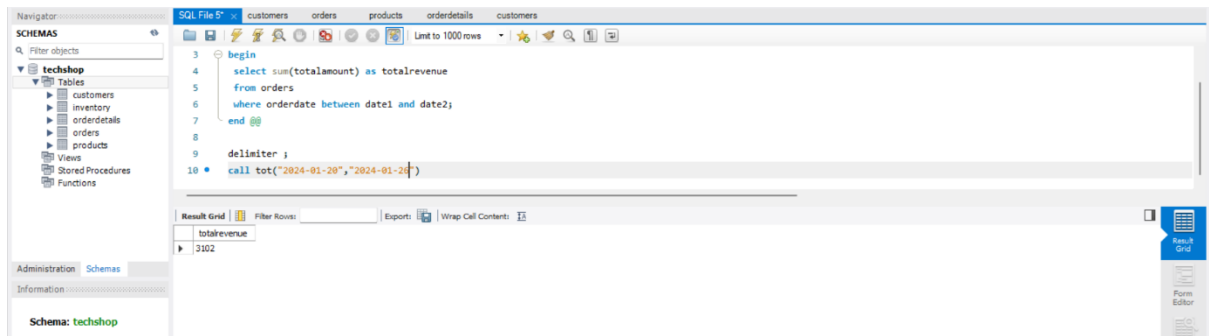 Navigator
SQL File 5* × customers orders products orderdetails customers
SCHEMAS
Filter objects
Limit to 1000 rows
techshop
Tables
customers
inventory
orderdetails
orders
products
Views
Stored Procedures
Functions
3 begin
4 select sum(totalamount) as totalrevenue
5 from orders
6 where orderdate between date1 and date2;
7 end @@
8
9 delimiter ;
10 call tot("2024-01-20","2024-01-26")
Result Grid Filter Rows: Export: Wrap Cell Content:
totalrevenue
3102
Result
Grid
Form
Editor
Administration Schemas
Information
Schema: techshop